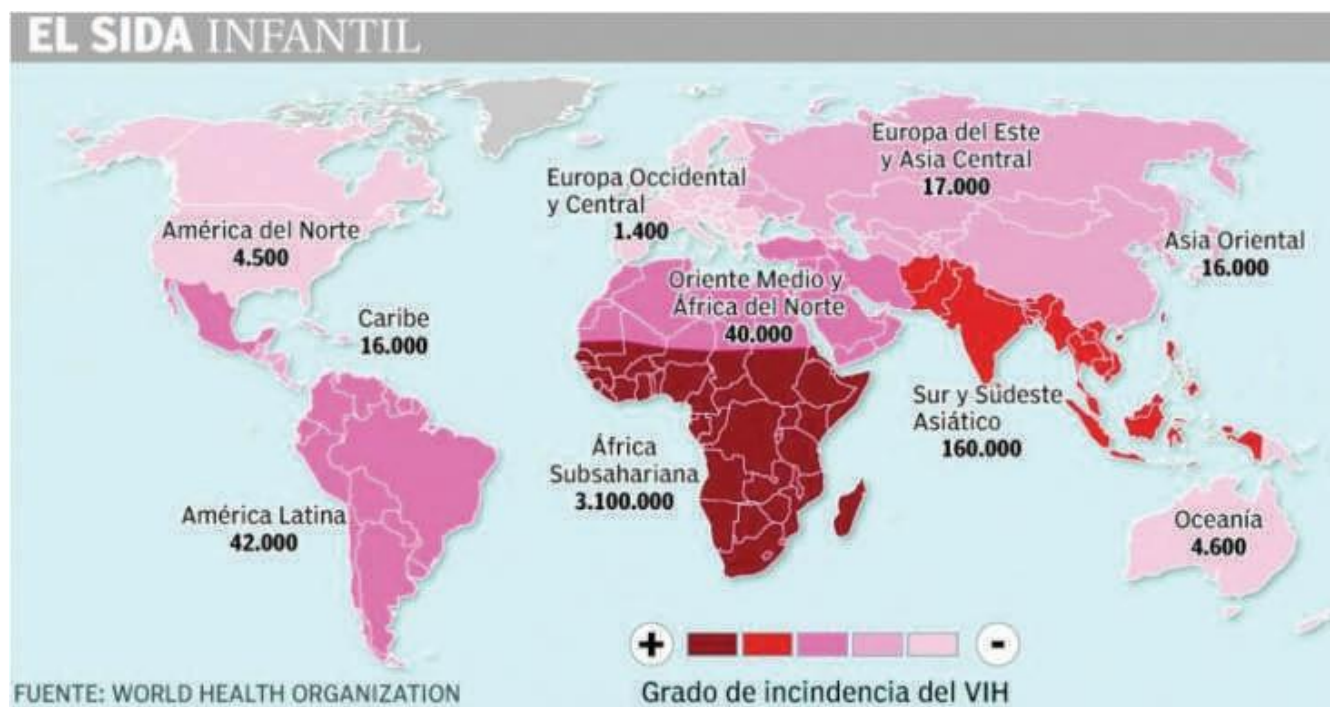 EL SIDA INFANTIL
Europa del Este
y Asia Central
17.000
Europa Occidental
y Central
1.400
América del Norte
4.500
Asia Oriental
16.000
Oriente Medio y
África del Norte
40.000
Caribe
16.000
Sur y Sudeste
Asiático
160.000
África
Subsahariana
3.100.000
América Latina
42.000
Oceanía
4.600
+
-
FUENTE: WORLD HEALTH ORGANIZATION
Grado de incindencia del VIH